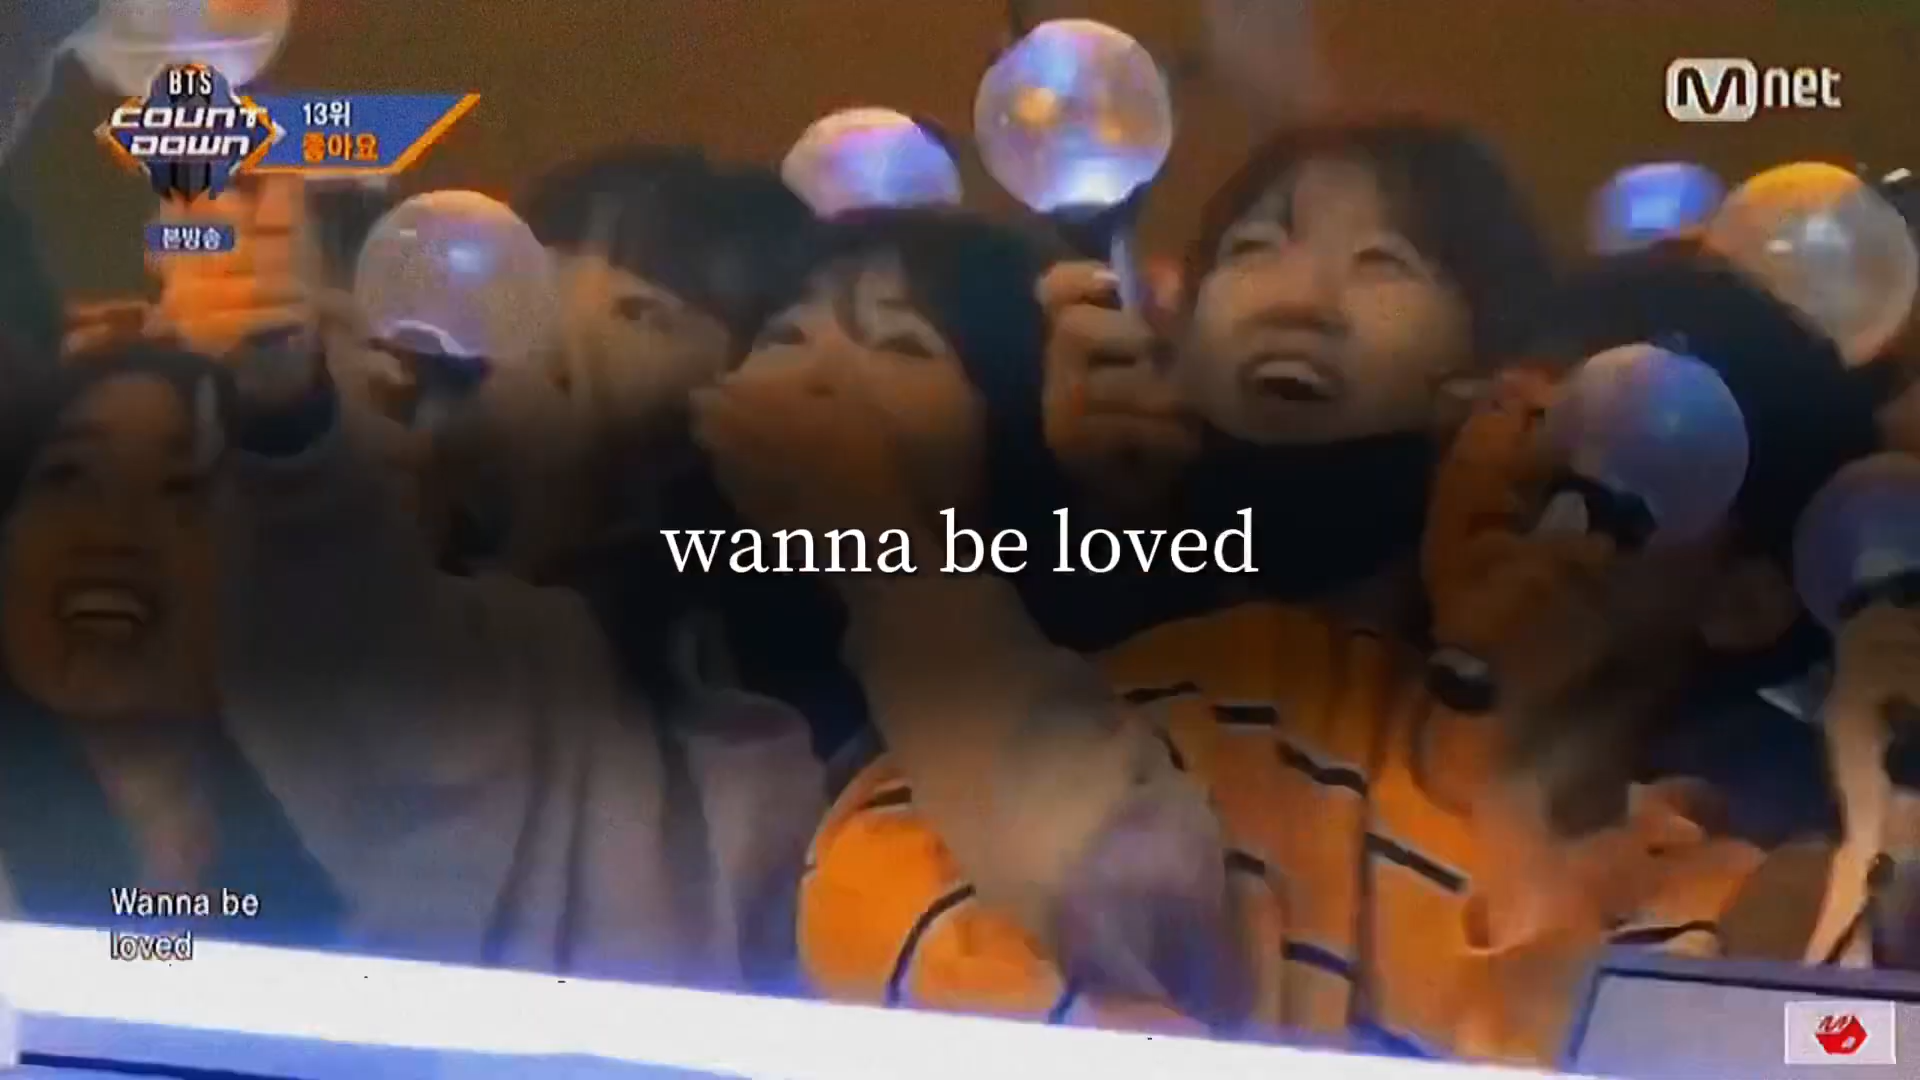 BTS
COUNT
DOWN
13위
좋아요
본방송
Mnet
wanna be loved
Wanna be
loved